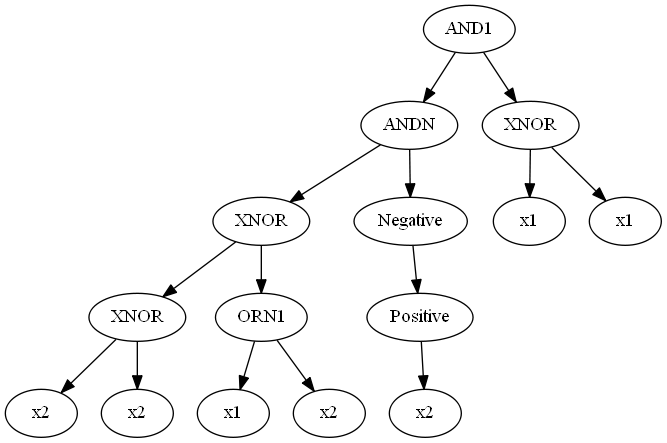 AND1
ANDN
XNOR
XNOR
Negative
x1
x1
XNOR
ORN1
Positive
x2
x2
x1
x2
x2